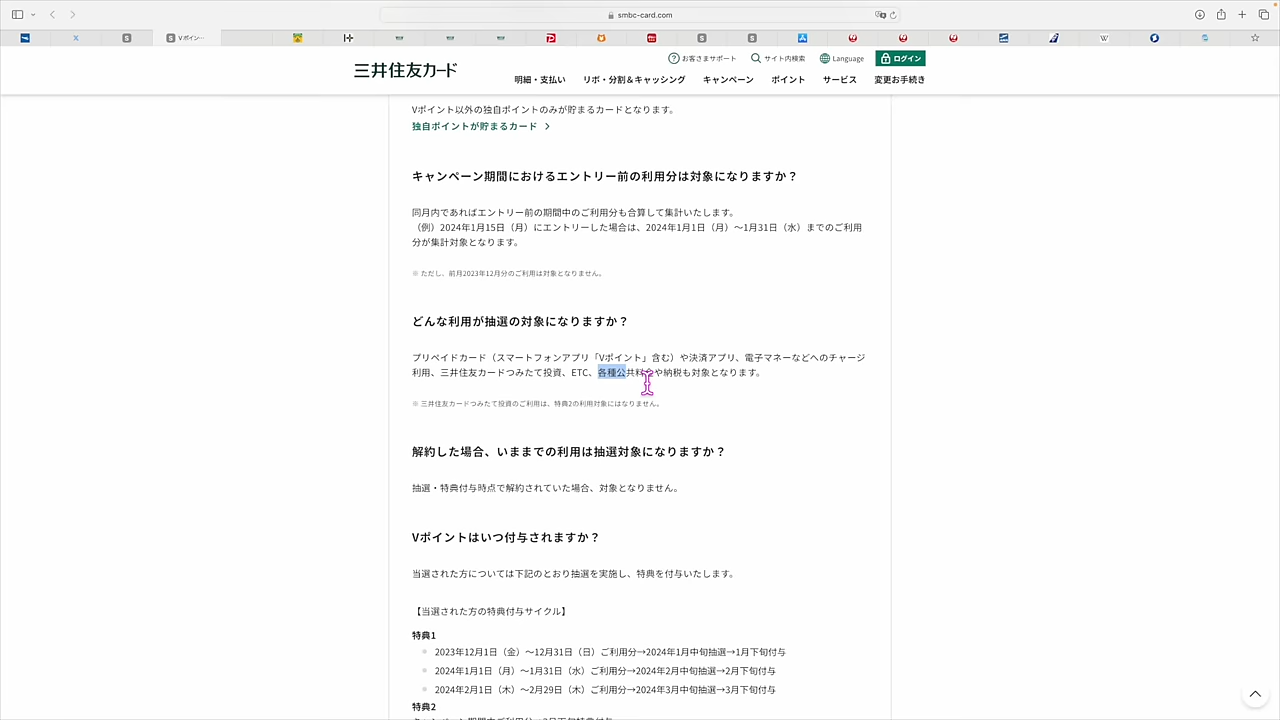 smbc-card.com
Vポイン…
三井住友カード
お客さまサポート
サイト内検索
Language
ログイン
明細・支払い
リボ・分割＆キャッシング
キャンペーン
ポイント
サービス
変更お手続き
Vポイント以外の独自ポイントのみが貯まるカードとなります。
独自ポイントが貯まるカード
キャンペーン期間におけるエントリー前の利用分は対象になりますか？
同月内であればエントリー前の期間中のご利用分も合算して集計いたします。
（例）2024年1月15日（月）にエントリーした場合は、2024年1月1日（月）～1月31日（水）までのご利用
分が集計対象となります。
※ ただし、前月2023年12月分のご利用は対象となりません。
どんな利用が抽選の対象になりますか？
プリペイドカード（スマートフォンアプリ「Vポイント」含む）や決済アプリ、電子マネーなどへのチャージ
利用、三井住友カードつみたて投資、ETC、各種公共料金や納税も対象となります。
※ 三井住友カードつみたて投資のご利用は、特典2の利用対象にはなりません。
解約した場合、いままでの利用は抽選対象になりますか？
抽選・特典付与時点で解約されていた場合、対象となりません。
Vポイントはいつ付与されますか？
当選された方については下記のとおり抽選を実施し、特典を付与いたします。
【当選された方の特典付与サイクル】
特典1
2023年12月1日（金）～12月31日（日）ご利用分→2024年1月中旬抽選→1月下旬付与
2024年1月1日（月）～1月31日（水）ご利用分→2024年2月中旬抽選→2月下旬付与
2024年2月1日（木）～2月29日（木）ご利用分→2024年3月中旬抽選→3月下旬付与
特典2